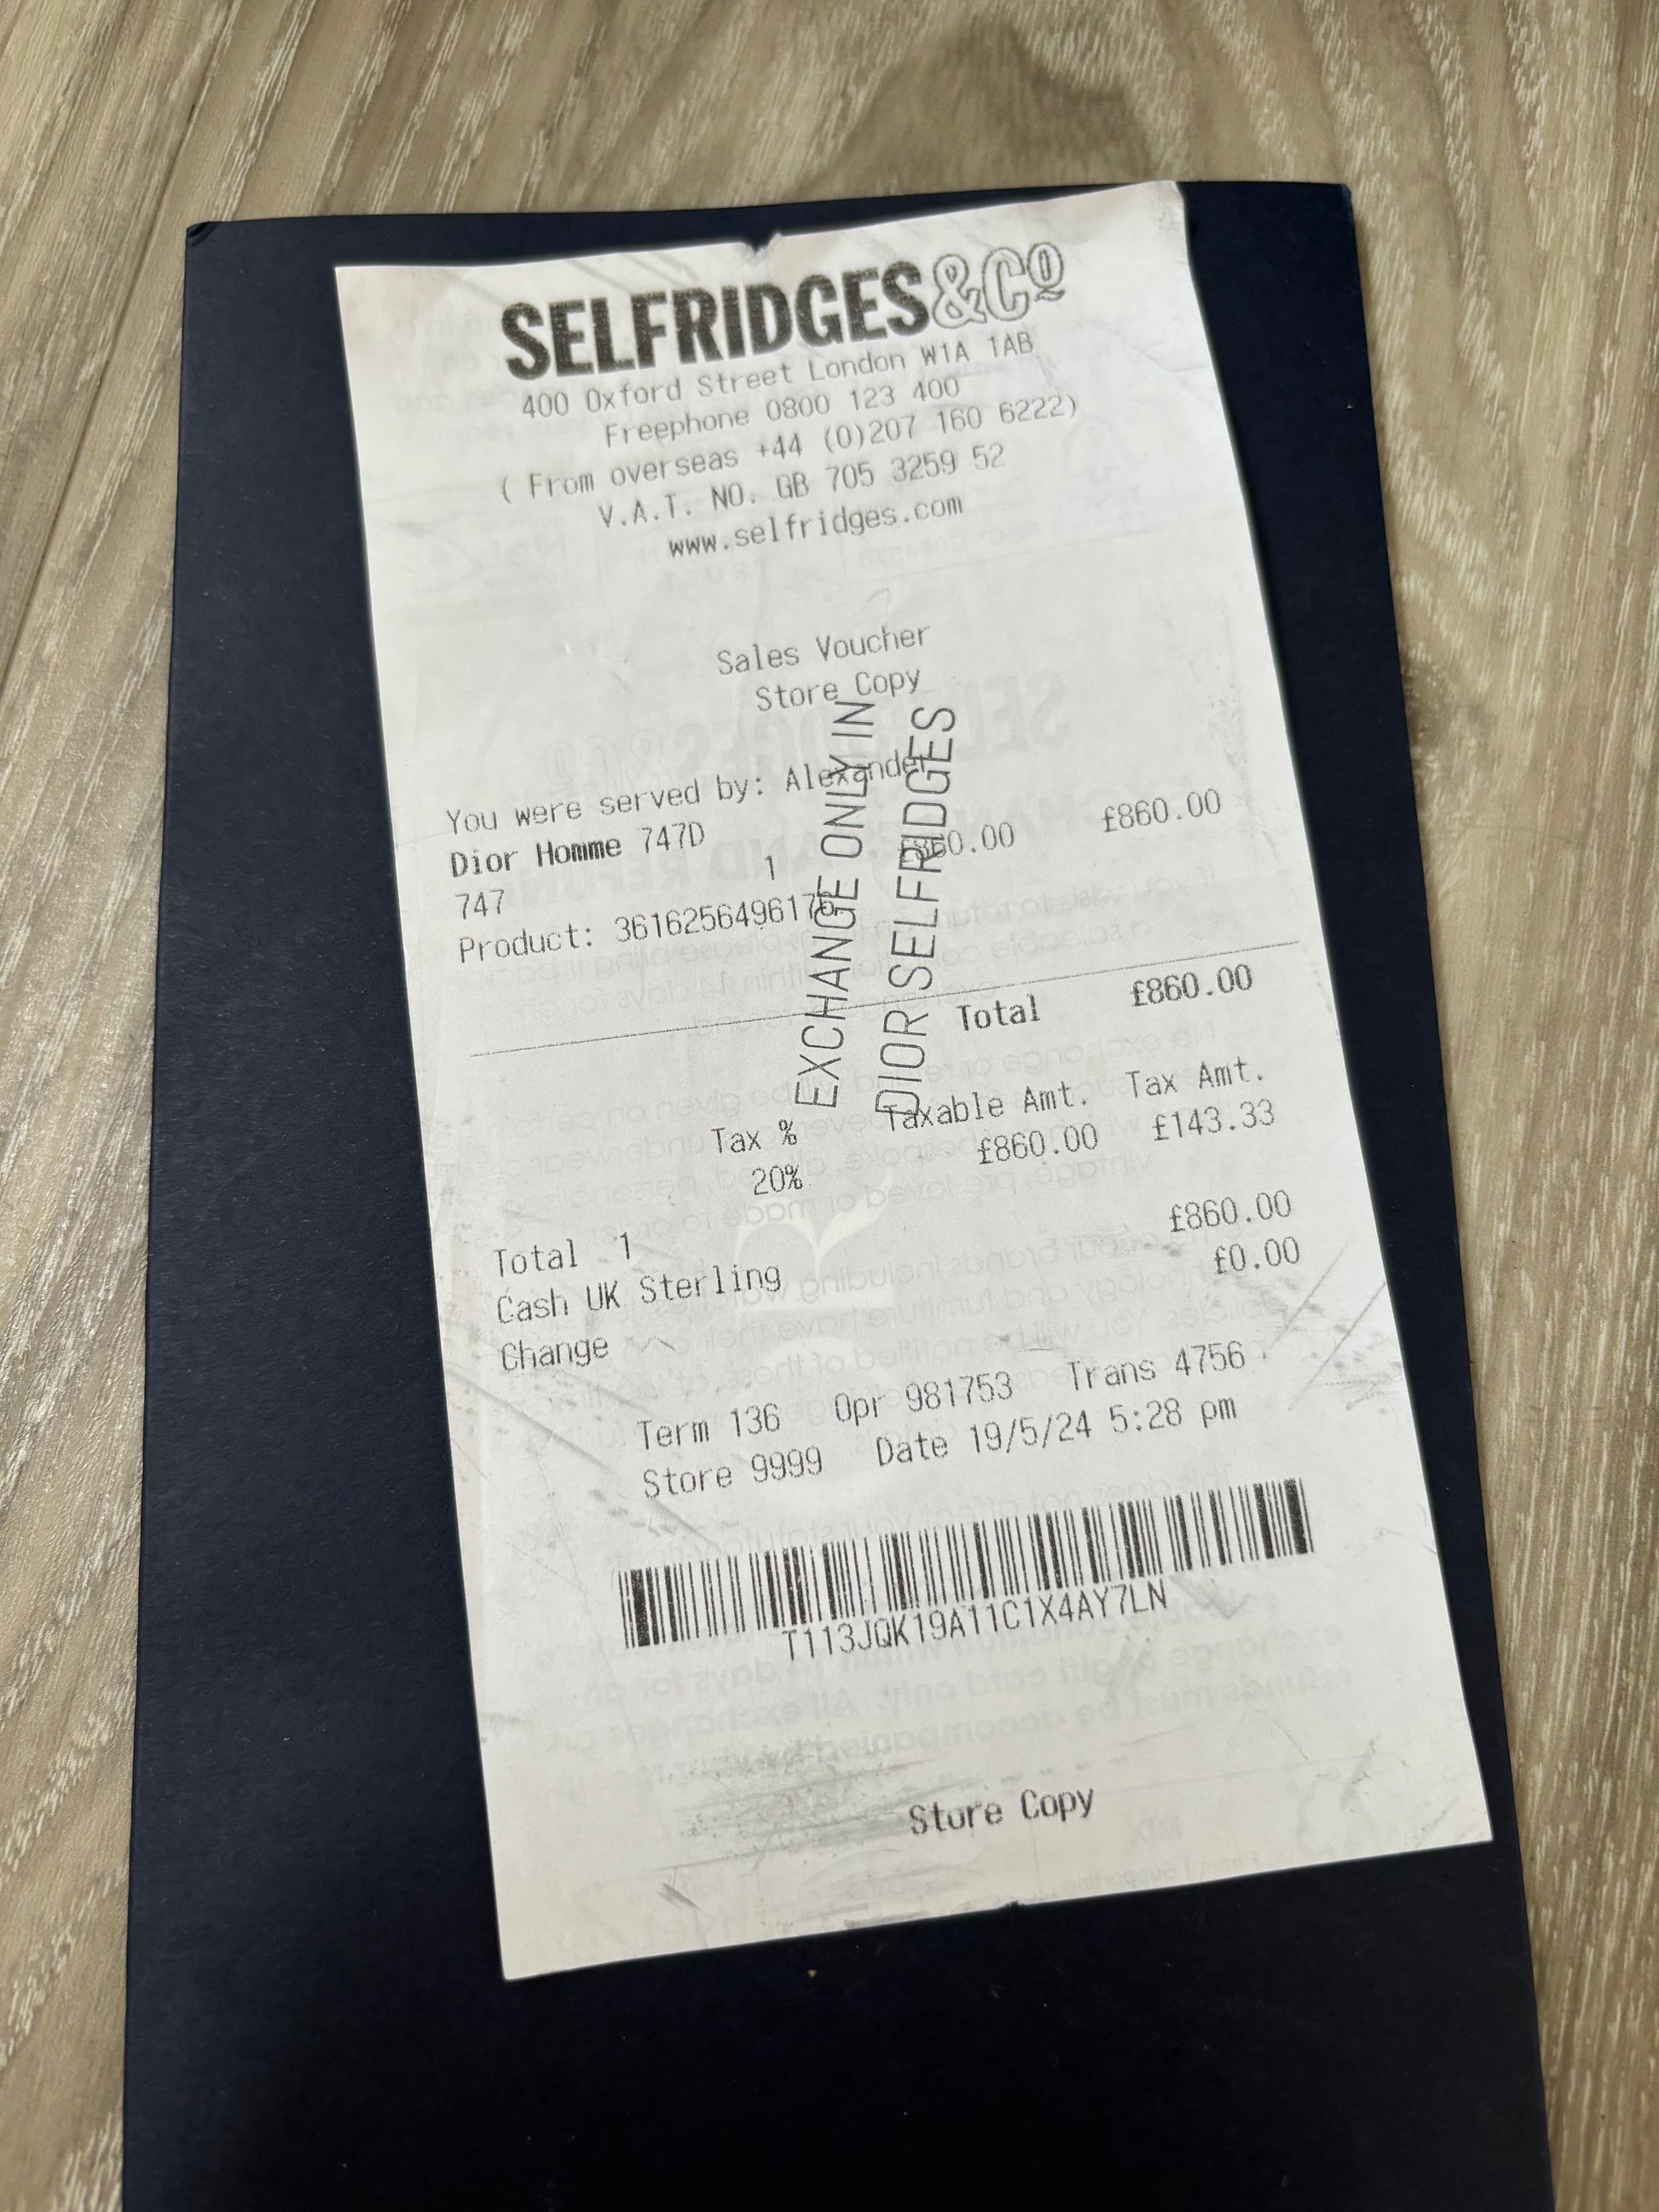 SELFRIDGES&Cº
400 Oxford Street London W1A 1AB
Freephone 0800 123 400
( From overseas +44 (0)207 160 6222)
V.A.T. NO. GB 705 3259 52
www.selfridges.com
Sales Voucher
Store Copy
You were served by: Alexander
Dior Homme 747D
747 1 £860.00 £860.00
Product: 3616256496176
EXCHANGE ONLY IN
DIOR SELFRIDGES
Total £860.00
Tax % Taxable Amt. Tax Amt.
20% £860.00 £143.33
Total 1 £860.00
Cash UK Sterling £0.00
Change
Term 136 Opr 981753 Trans 4756
Store 9999 Date 19/5/24 5:28 pm
T113JQK19A11C1X4AY7LN
Store Copy